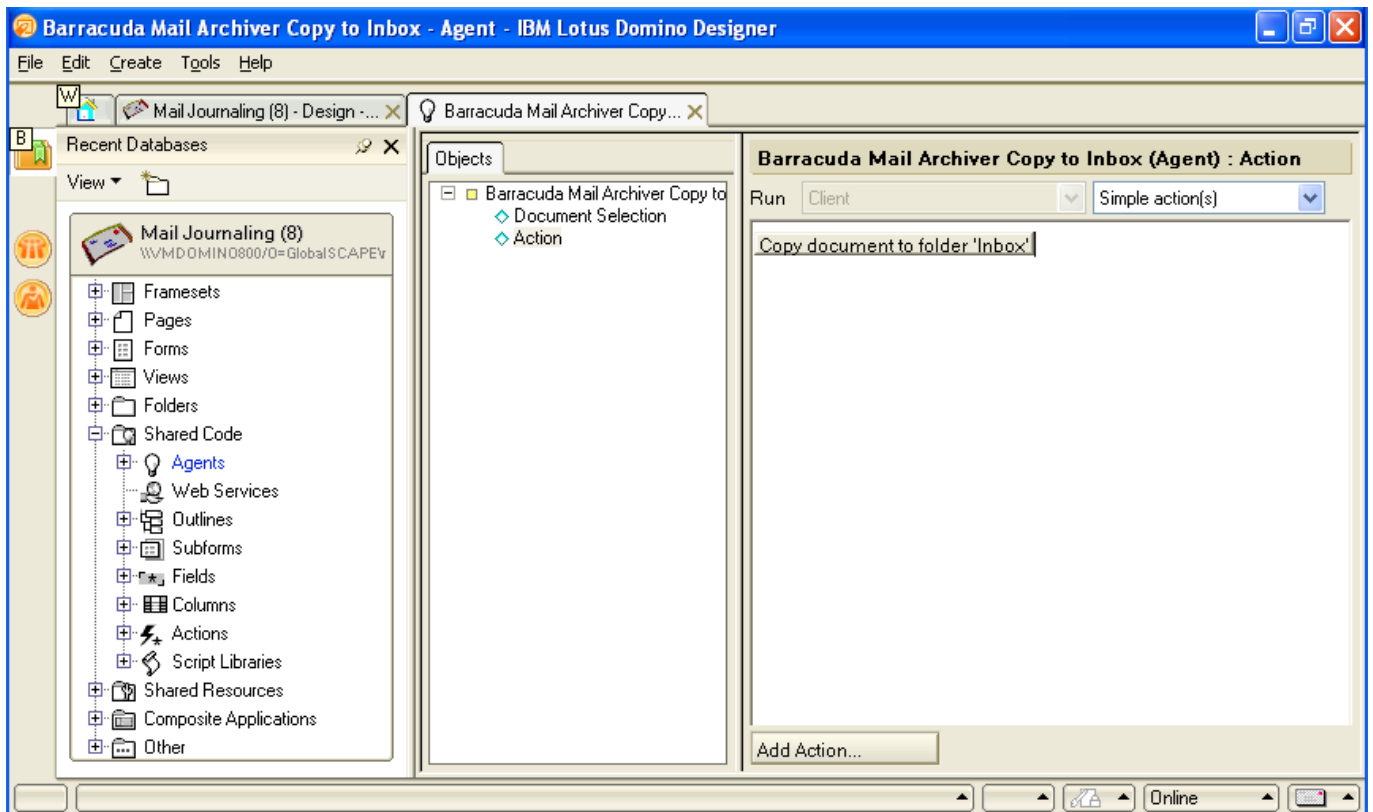 Barracuda Mail Archiver Copy to Inbox - Agent - IBM Lotus Domino Designer
File Edit Create Tools Help
W
Mail Journaling (8) - Design -...
Barracuda Mail Archiver Copy...
B
Recent Databases
View
Mail Journaling (8)
Framesets
Pages
Forms
Views
Folders
Shared Code
Agents
Web Services
Outlines
Subforms
Fields
Columns
Actions
Script Libraries
Shared Resources
Composite Applications
Other
Objects
Barracuda Mail Archiver Copy to
Document Selection
Action
Barracuda Mail Archiver Copy to Inbox (Agent) : Action
Run Client Simple action(s)
Copy document to folder 'Inbox'
Add Action...
Online